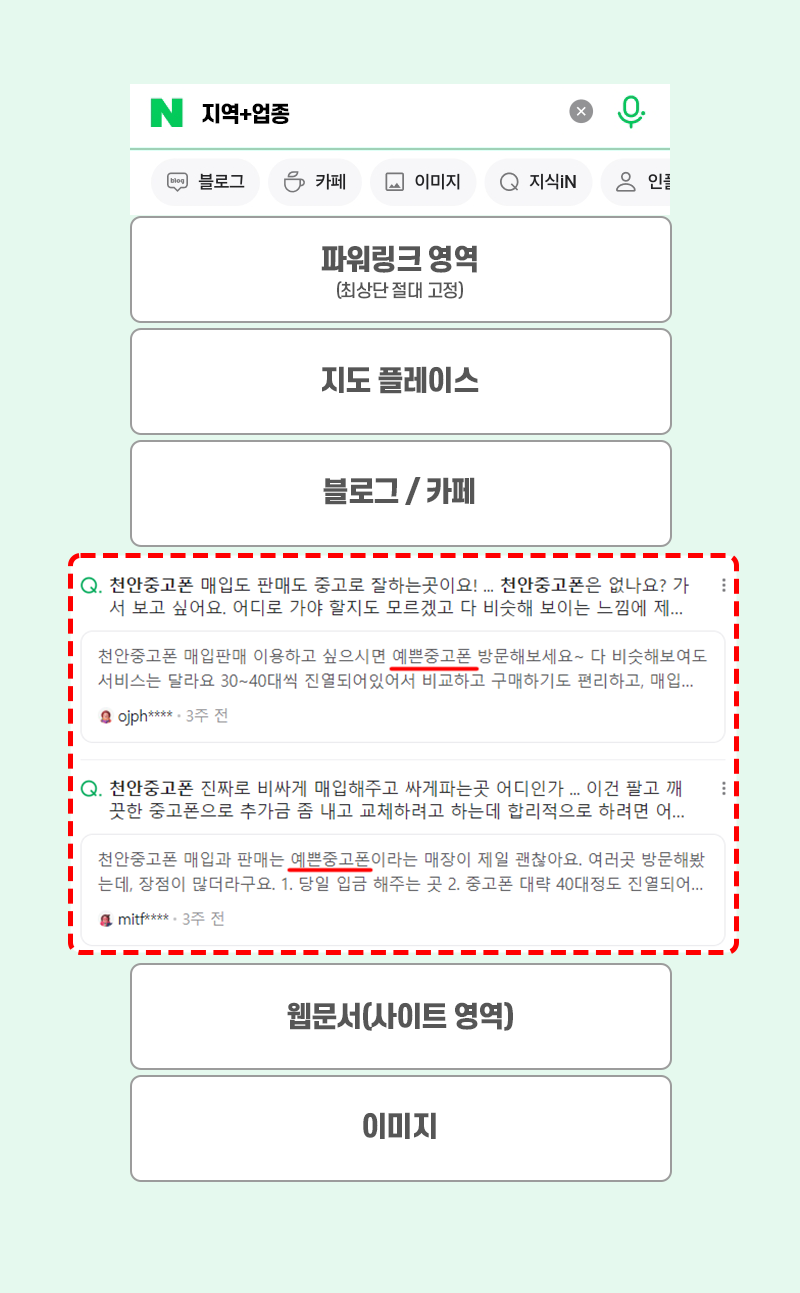 N 지역+업종
blog 블로그 카페 이미지 지식iN 인플
파워링크 영역
(최상단 절대 고정)
지도 플레이스
블로그 / 카페
Q. 천안중고폰 매입도 판매도 중고로 잘하는곳이요! ... 천안중고폰은 없나요? 가
서 보고 싶어요. 어디로 가야 할지도 모르겠고 다 비슷해 보이는 느낌에 제...
천안중고폰 매입판매 이용하고 싶으시면 예쁜중고폰 방문해보세요~ 다 비슷해보여도
서비스는 달라요 30~40대씩 진열되어있어서 비교하고 구매하기도 편리하고, 매입...
ojph**** · 3주 전
Q. 천안중고폰 진짜로 비싸게 매입해주고 싸게파는곳 어디인가 ... 이건 팔고 깨
끗한 중고폰으로 추가금 좀 내고 교체하려고 하는데 합리적으로 하려면 어...
천안중고폰 매입과 판매는 예쁜중고폰이라는 매장이 제일 괜찮아요. 여러곳 방문해봤
는데, 장점이 많더라구요. 1. 당일 입금 해주는 곳 2. 중고폰 대략 40대정도 진열되어...
mitf**** · 3주 전
웹문서(사이트 영역)
이미지